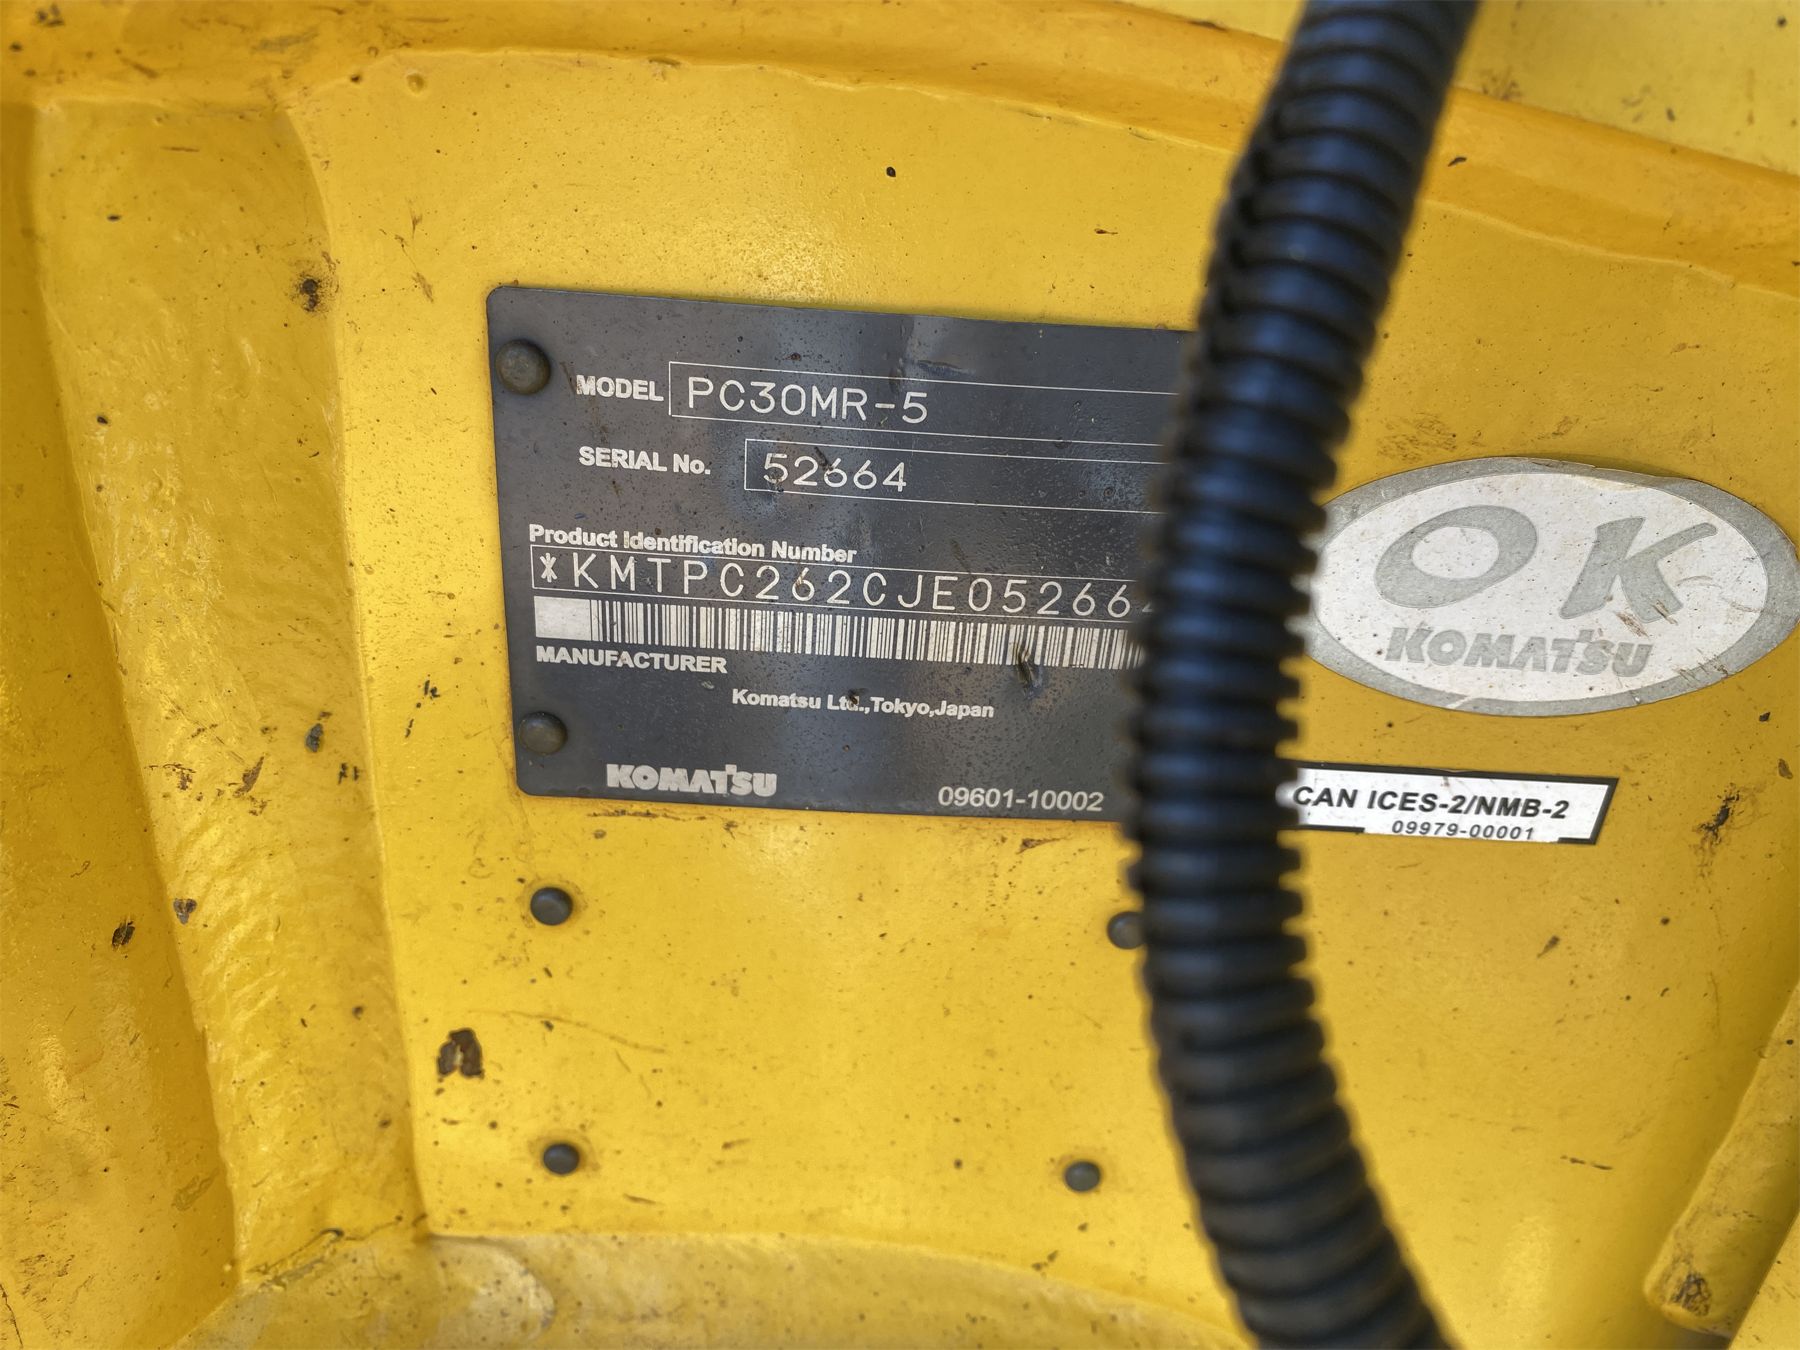 MODEL PC30MR-5
SERIAL No. 52664
Product Identification Number
*KMTPC262CJE052664
MANUFACTURER
Komatsu Ltd.,Tokyo,Japan
KOMATSU
09601-10002
OK
KOMATSU
CAN ICES-2/NMB-2
09979-00001